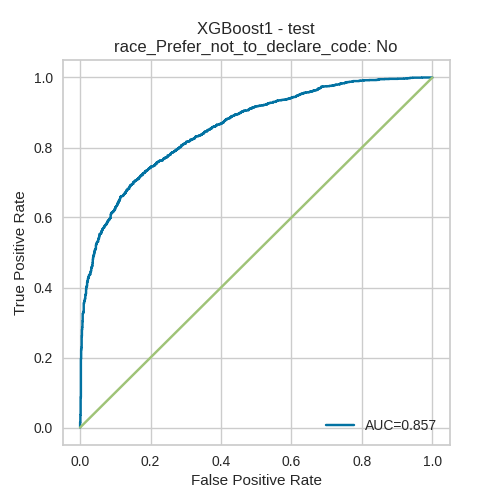 XGBoost1 - test
race_Prefer_not_to_declare_code: No
1.0
0.8
0.6
0.4
0.2
0.0
True Positive Rate
AUC=0.857
0.0 0.2 0.4 0.6 0.8 1.0
False Positive Rate